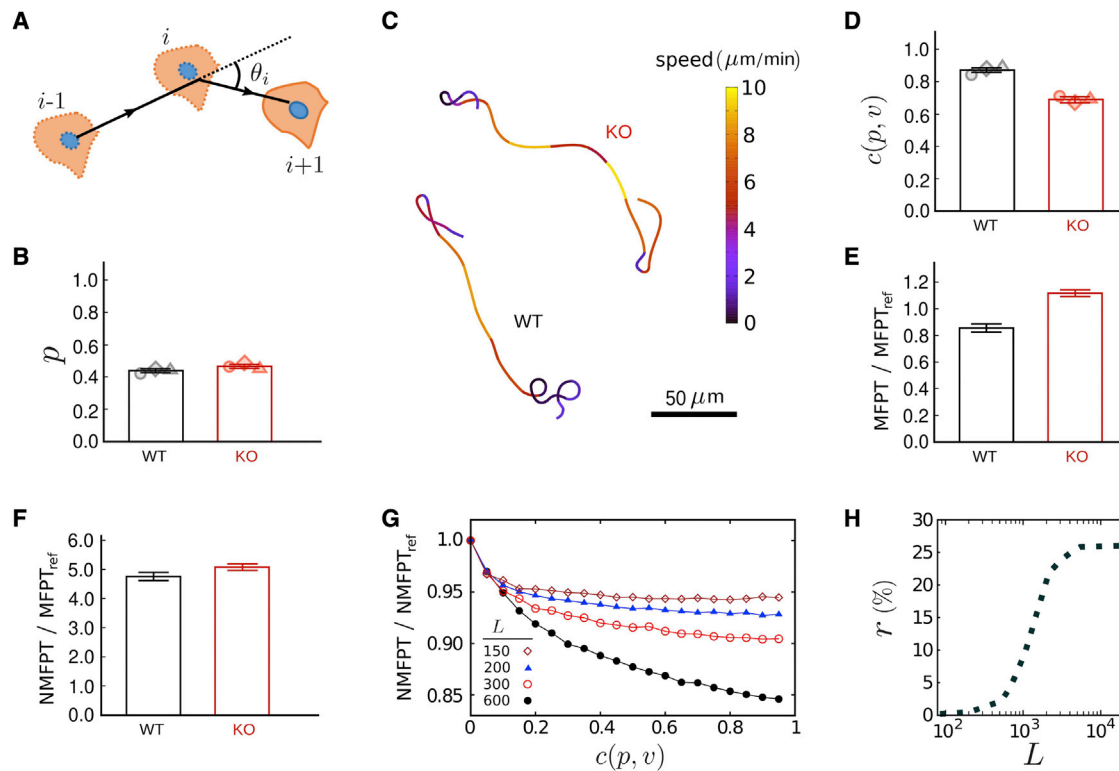 A
i-1
i
θi
i+1
B
p
1.0
0.8
0.6
0.4
0.2
0.0
WT
KO
C
speed (μm/min)
10
8
6
4
2
0
KO
WT
50 μm
D
c(p, v)
1.0
0.8
0.6
0.4
0.2
0.0
WT
KO
E
MFPT / MFPTref
1.2
1.0
0.8
0.6
0.4
0.2
0.0
WT
KO
F
NMFPT / MFPTref
6.0
5.0
4.0
3.0
2.0
1.0
0.0
WT
KO
G
NMFPT / NMFPTref
1.0
0.95
0.90
0.85
L
150
200
300
600
0 0.2 0.4 0.6 0.8 1
c(p, v)
H
r (%)
30
25
20
15
10
5
0
10² 10³ 10⁴
L